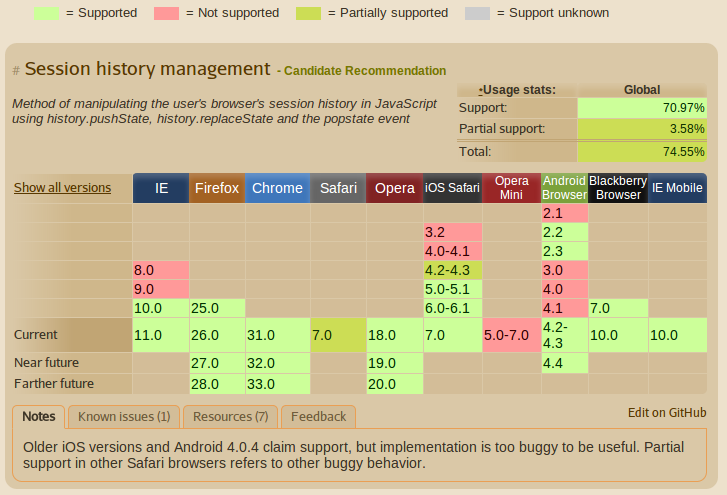 = Supported = Not supported = Partially supported = Support unknown
# Session history management - Candidate Recommendation
Method of manipulating the user's browser's session history in JavaScript
using history.pushState, history.replaceState and the popstate event
*Usage stats: Global
Support: 70.97%
Partial support: 3.58%
Total: 74.55%
Show all versions IE Firefox Chrome Safari Opera iOS Safari Opera Mini Android Browser Blackberry Browser IE Mobile
2.1
3.2 2.2
4.0-4.1 2.3
8.0 4.2-4.3 3.0
9.0 5.0-5.1 4.0
10.0 25.0 6.0-6.1 4.1 7.0
Current 11.0 26.0 31.0 7.0 18.0 7.0 5.0-7.0 4.2-4.3 10.0 10.0
Near future 27.0 32.0 19.0 4.4
Farther future 28.0 33.0 20.0
Notes Known issues (1) Resources (7) Feedback Edit on GitHub
Older iOS versions and Android 4.0.4 claim support, but implementation is too buggy to be useful. Partial
support in other Safari browsers refers to other buggy behavior.